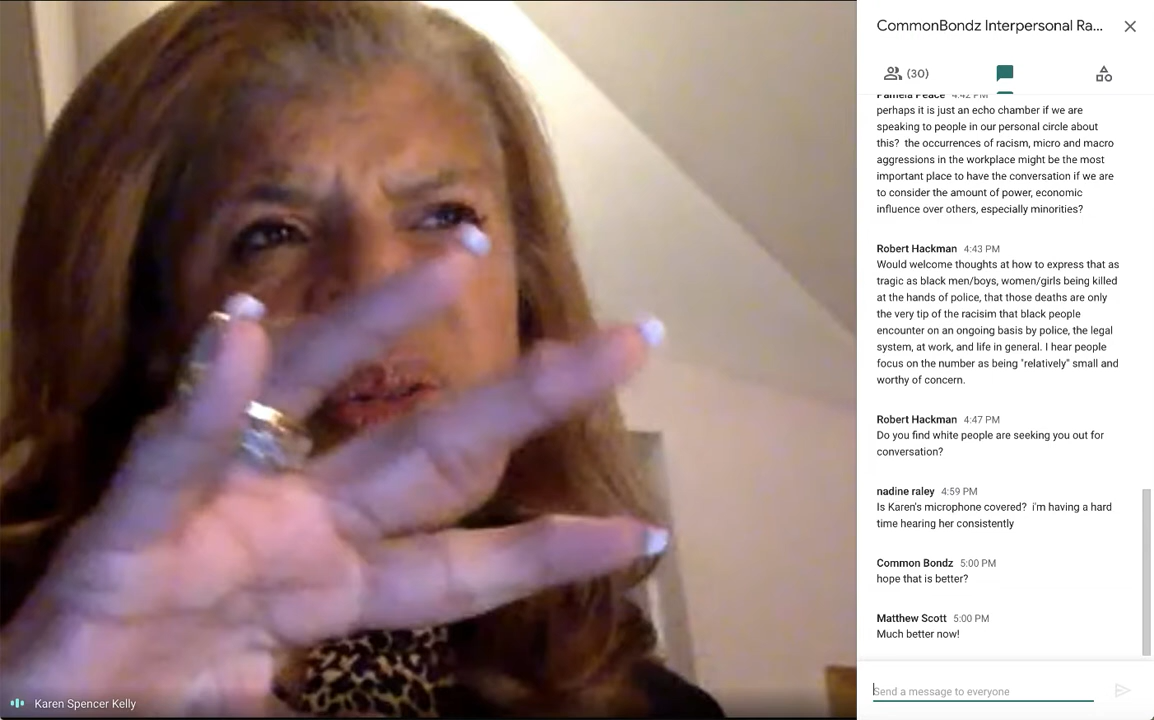 CommonBondz Interpersonal Ra...
(30)
Pamela Peace 4:42 PM
perhaps it is just an echo chamber if we are
speaking to people in our personal circle about
this?  the occurrences of racism, micro and macro
aggressions in the workplace might be the most
important place to have the conversation if we are
to consider the amount of power, economic
influence over others, especially minorities?
Robert Hackman 4:43 PM
Would welcome thoughts at how to express that as
tragic as black men/boys, women/girls being killed
at the hands of police, that those deaths are only
the very tip of the racisim that black people
encounter on an ongoing basis by police, the legal
system, at work, and life in general. I hear people
focus on the number as being "relatively" small and
worthy of concern.
Robert Hackman 4:47 PM
Do you find white people are seeking you out for
conversation?
nadine raley 4:59 PM
Is Karen's microphone covered?  i'm having a hard
time hearing her consistently
Common Bondz 5:00 PM
hope that is better?
Matthew Scott 5:00 PM
Much better now!
Send a message to everyone
Karen Spencer Kelly